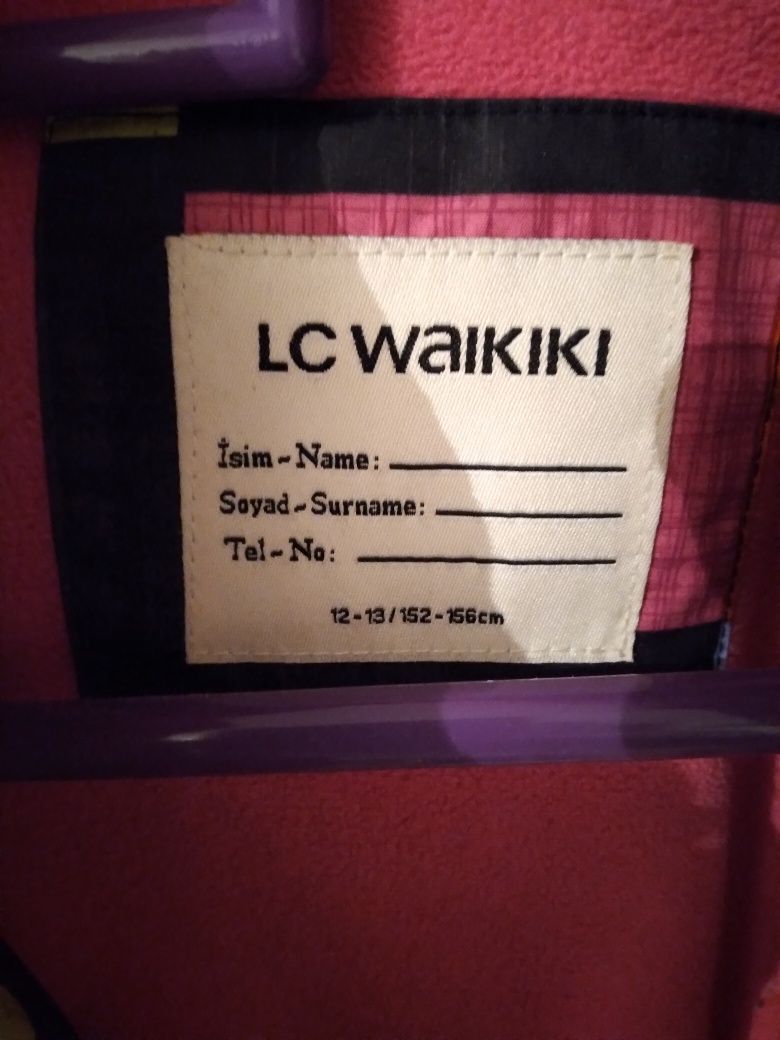 LC WAIKIKI
İsim~Name:
Soyad~Surname:
Tel~No:
12-13/152-156cm